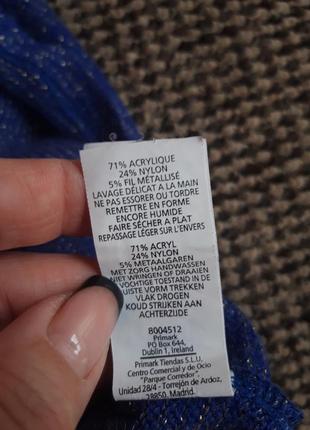 71% ACRYLIQUE
24% NYLON
5% FIL MÉTALLISÉ
LAVAGE DÉLICAT A LA MAIN
NE PAS ESSORER OU TORDRE
REMETTRE EN FORME
ENCORE HUMIDE
FAIRE SÉCHER A PLAT
REPASSAGE LÉGER SUR L'ENVERS
71% ACRYL
24% NYLON
5% METAALGAREN
MET ZORG HANDWASSEN
NIET WRINGEN OF DRAAIEN
VOCHTIGE TOESTAND IN DE
JUISTE VORM TREKKEN
VLAK DROGEN
KOUD STRIJKEN AAN
ACHTERZIJDE
8004512
Primark
PO Box 644,
Dublin 1, Ireland
Primark Tiendas S.L.U.
Centro Comercial y de Ocio
"Parque Corredor".
Unidad 28/4 - Torrejón de Ardoz,
28850, Madrid.